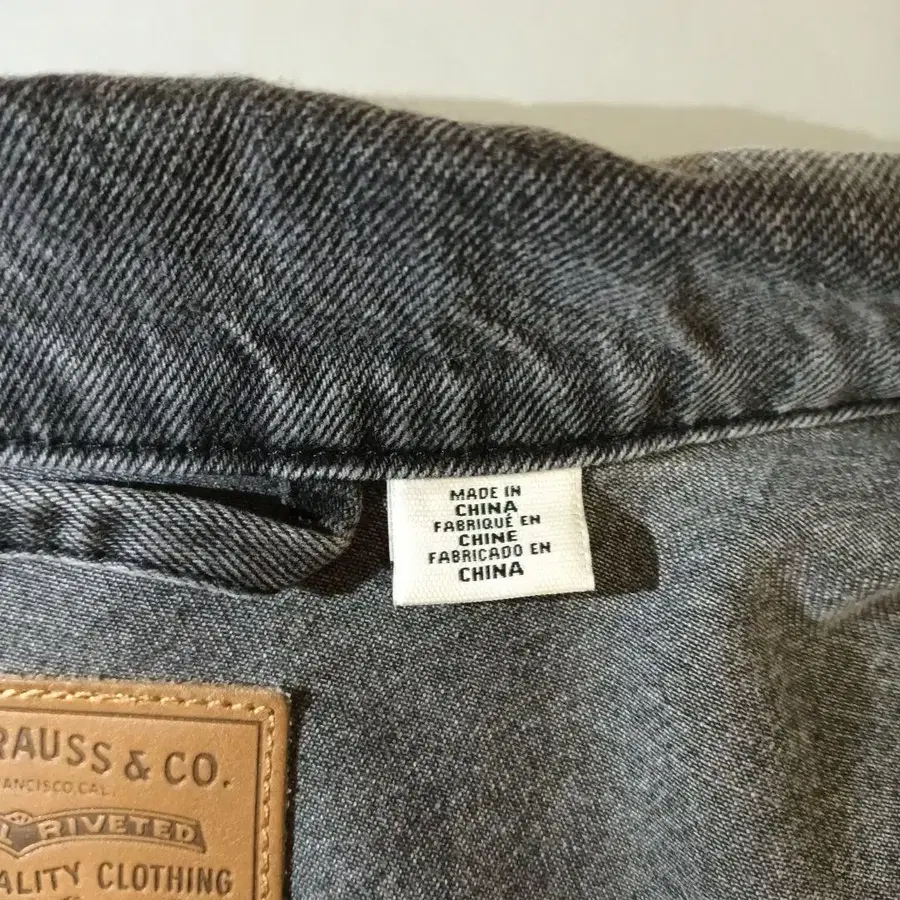 MADE IN
CHINA
FABRIQUÉ EN
CHINE
FABRICADO EN
CHINA
RAUSS & CO.
ANCISCO, CAL.
L RIVETED
ALITY CLOTHING